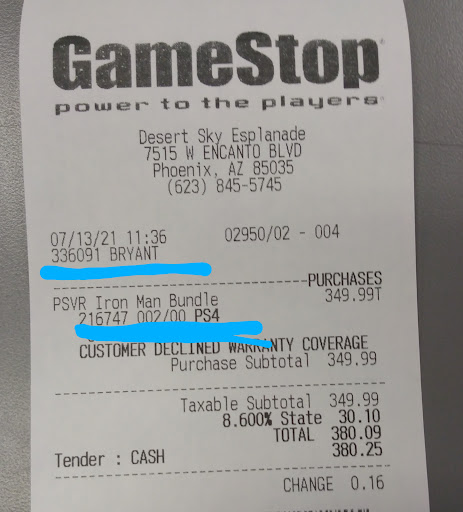 GameStop
power to the players
Desert Sky Esplanade
7515 W ENCANTO BLVD
Phoenix, AZ 85035
(623) 845-5745
07/13/21 11:36 02950/02 - 004
336091 BRYANT
PURCHASES
PSVR Iron Man Bundle 349.99T
216747 002/00 PS4
CUSTOMER DECLINED WARRANTY COVERAGE
Purchase Subtotal 349.99
Taxable Subtotal 349.99
8.600% State 30.10
TOTAL 380.09
Tender : CASH 380.25
CHANGE 0.16